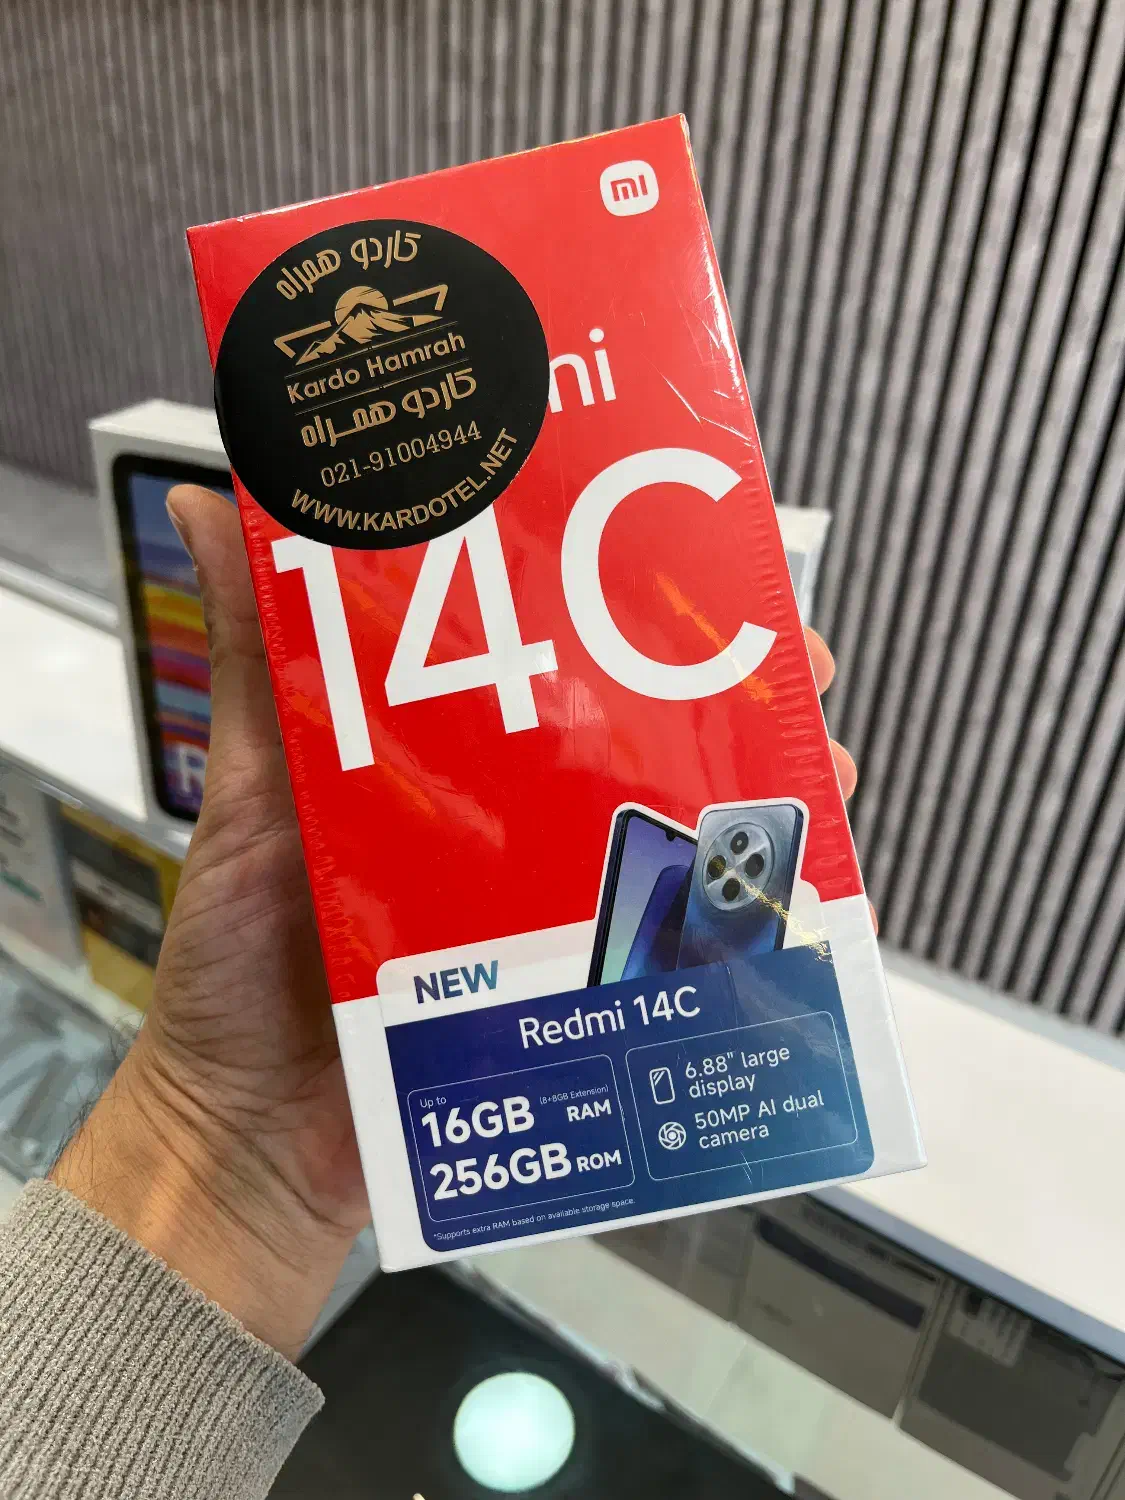 mi
کاردو همراه
Kardo Hamrah
کاردو همراه
021-91004944
WWW.KARDOTEL.NET
mi
14C
NEW
Redmi 14C
Up to
16GB (8+8GB Extension) RAM
256GB ROM
6.88" large
display
50MP AI dual
camera
*Supports extra RAM based on available storage space.
R